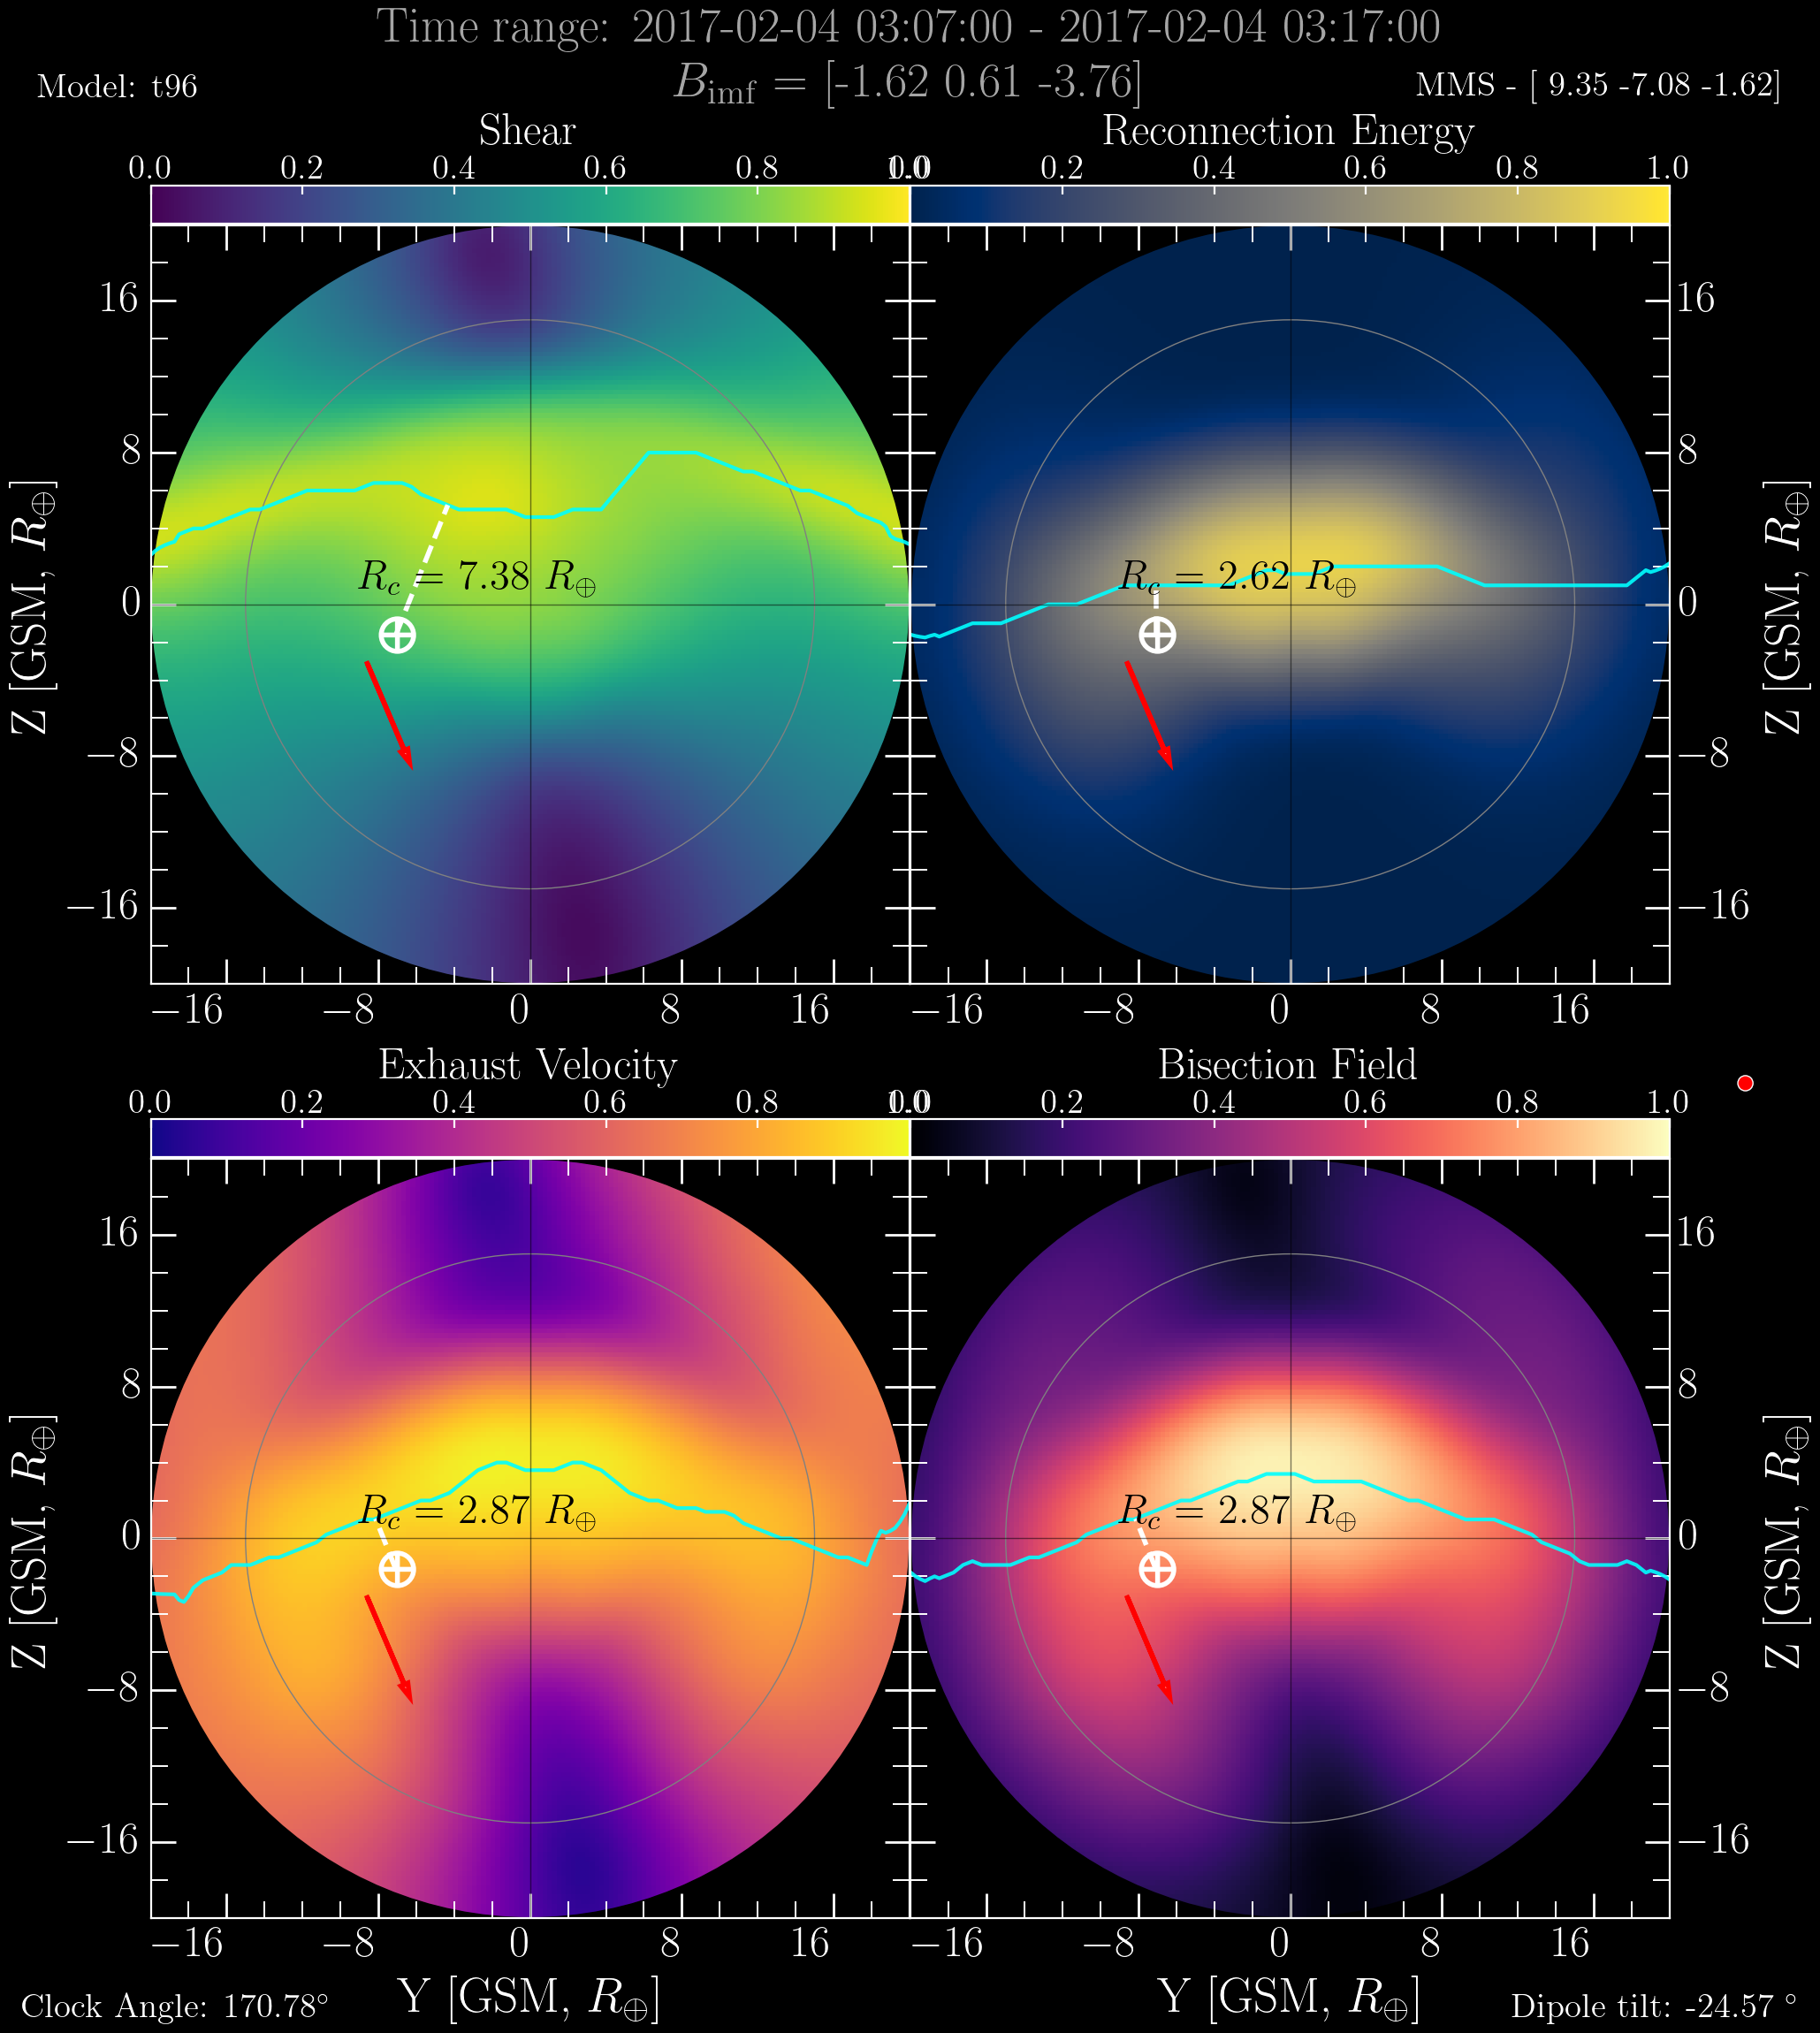 Time range: 2017-02-04 03:07:00 - 2017-02-04 03:17:00
Model: t96
B_imf = [-1.62 0.61 -3.76]
MMS - [ 9.35 -7.08 -1.62]
Shear
Reconnection Energy
0.0 0.2 0.4 0.6 0.8 1.0
0.2 0.4 0.6 0.8 1.0
16
8
0
−8
−16
Z [GSM, R⊕]
R_c = 7.38 R⊕
R_c = 2.62 R⊕
16
8
0
−8
−16
Z [GSM, R⊕]
−16 −8 0 8 16
−16 −8 0 8 16
Exhaust Velocity
Bisection Field
0.0 0.2 0.4 0.6 0.8 1.0
0.2 0.4 0.6 0.8 1.0
16
8
0
−8
−16
Z [GSM, R⊕]
R_c = 2.87 R⊕
R_c = 2.87 R⊕
16
8
0
−8
−16
Z [GSM, R⊕]
−16 −8 0 8 16
−16 −8 0 8 16
Clock Angle: 170.78°
Y [GSM, R⊕]
Y [GSM, R⊕]
Dipole tilt: -24.57 °